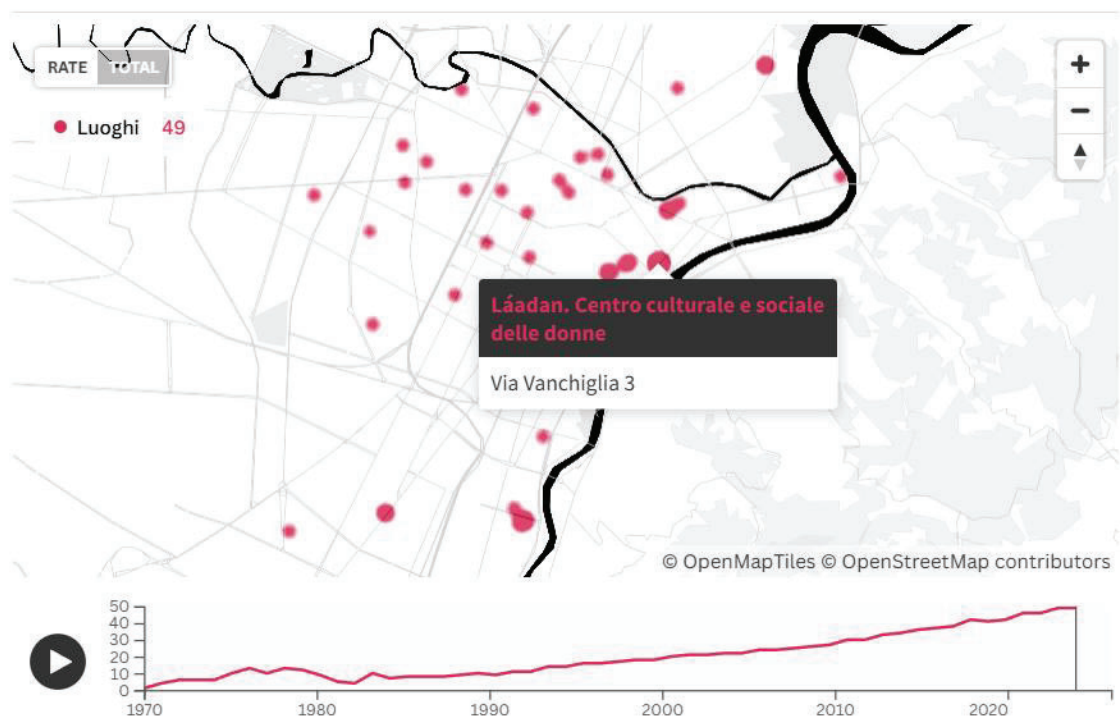 RATE TOTAL
Luoghi 49
+
−
Láadan. Centro culturale e sociale
delle donne
Via Vanchiglia 3
© OpenMapTiles © OpenStreetMap contributors
50
40
30
20
10
0
1970 1980 1990 2000 2010 2020